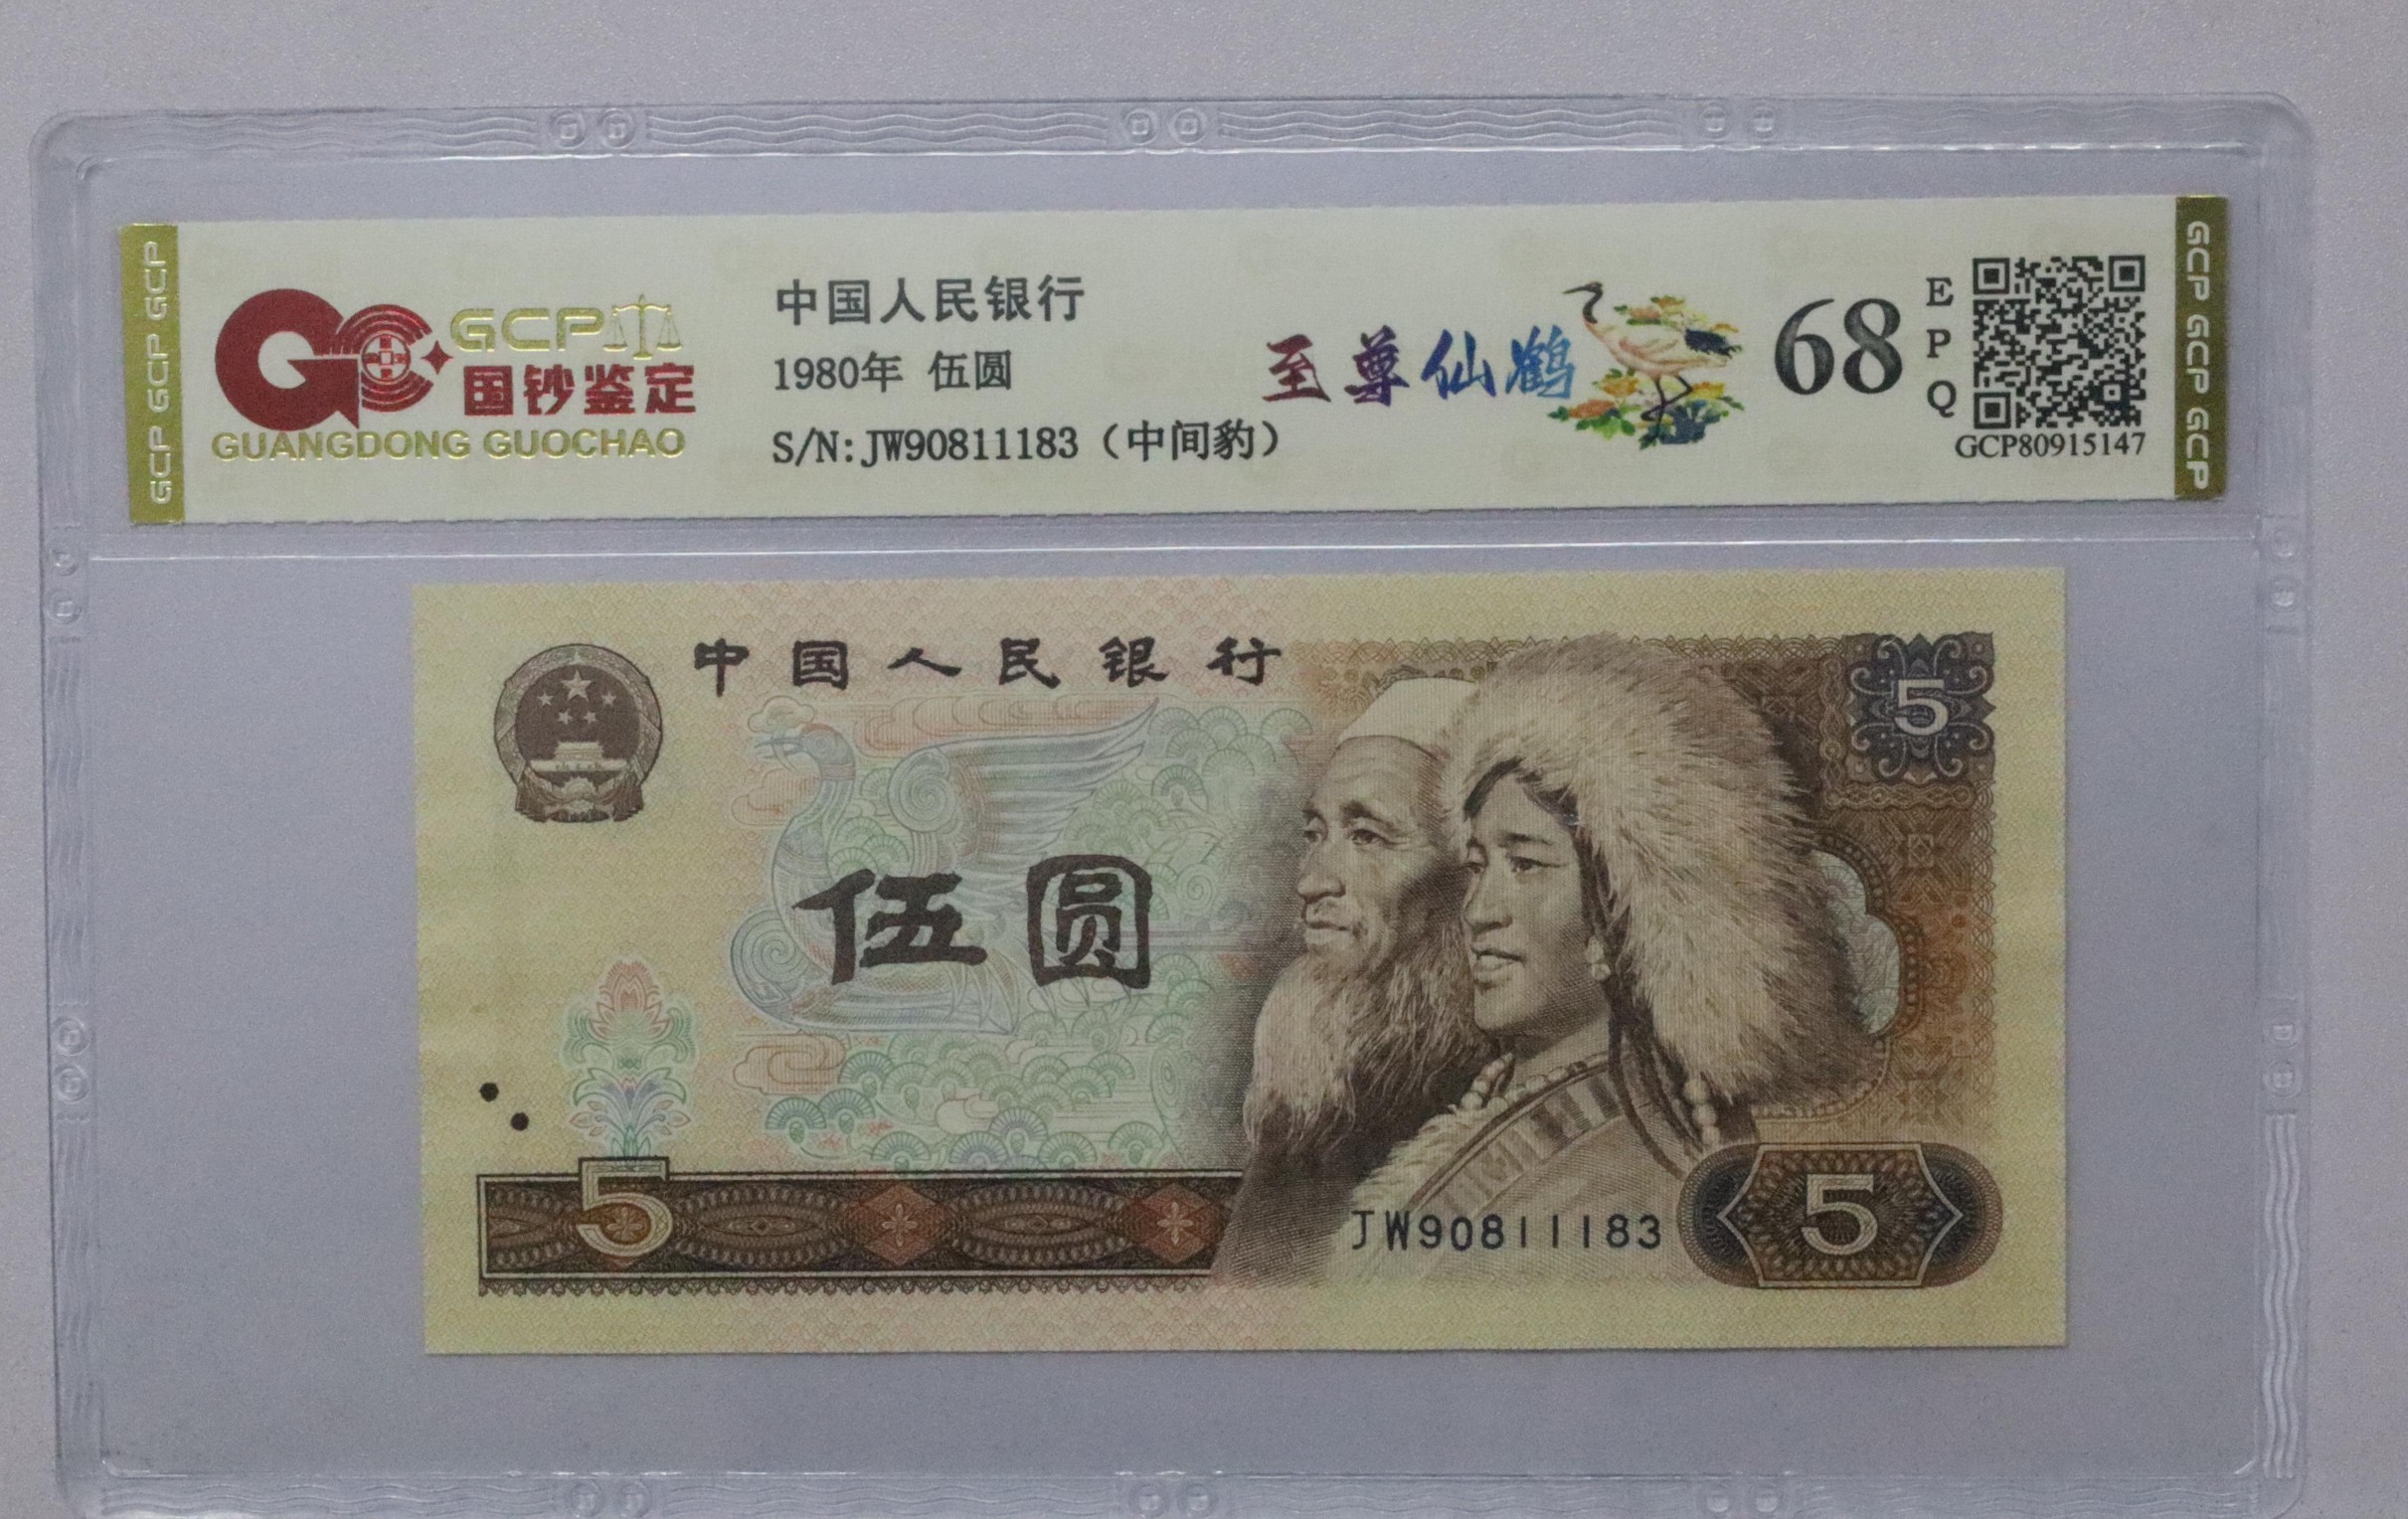 GCP GCP GCP
GCP
国钞鉴定
GUANGDONG GUOCHAO
中国人民银行
1980年 伍圆
S/N:JW90811183（中间豹）
至尊仙鹤
68
EPQ
GCP80915147
GCP GCP GCP
中国人民银行
5
伍圆
5
JW90811183
5